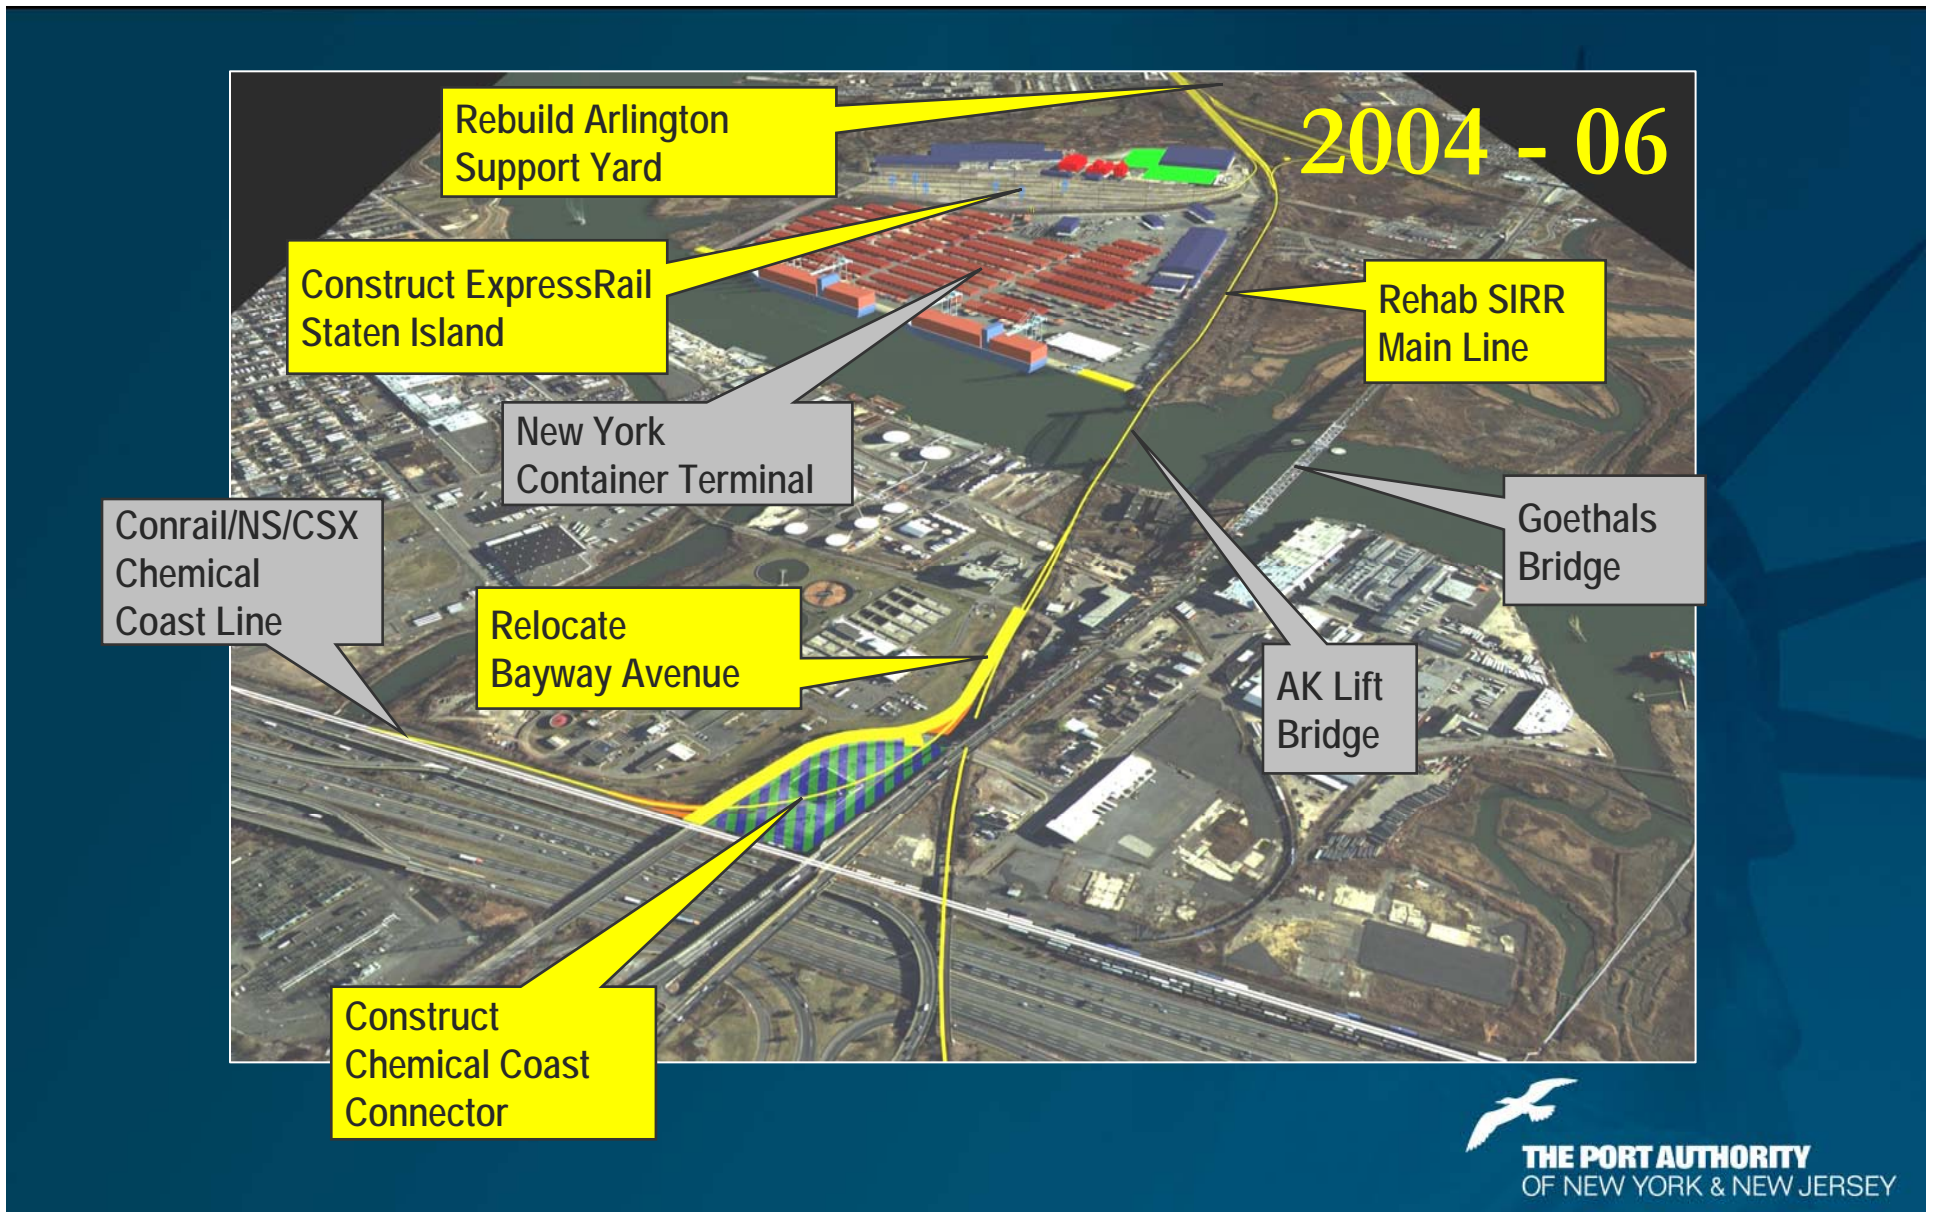 2004 - 06
Rebuild Arlington
Support Yard
Construct ExpressRail
Staten Island
Rehab SIRR
Main Line
New York
Container Terminal
Conrail/NS/CSX
Chemical
Coast Line
Goethals
Bridge
Relocate
Bayway Avenue
AK Lift
Bridge
Construct
Chemical Coast
Connector
THE PORT AUTHORITY
OF NEW YORK & NEW JERSEY